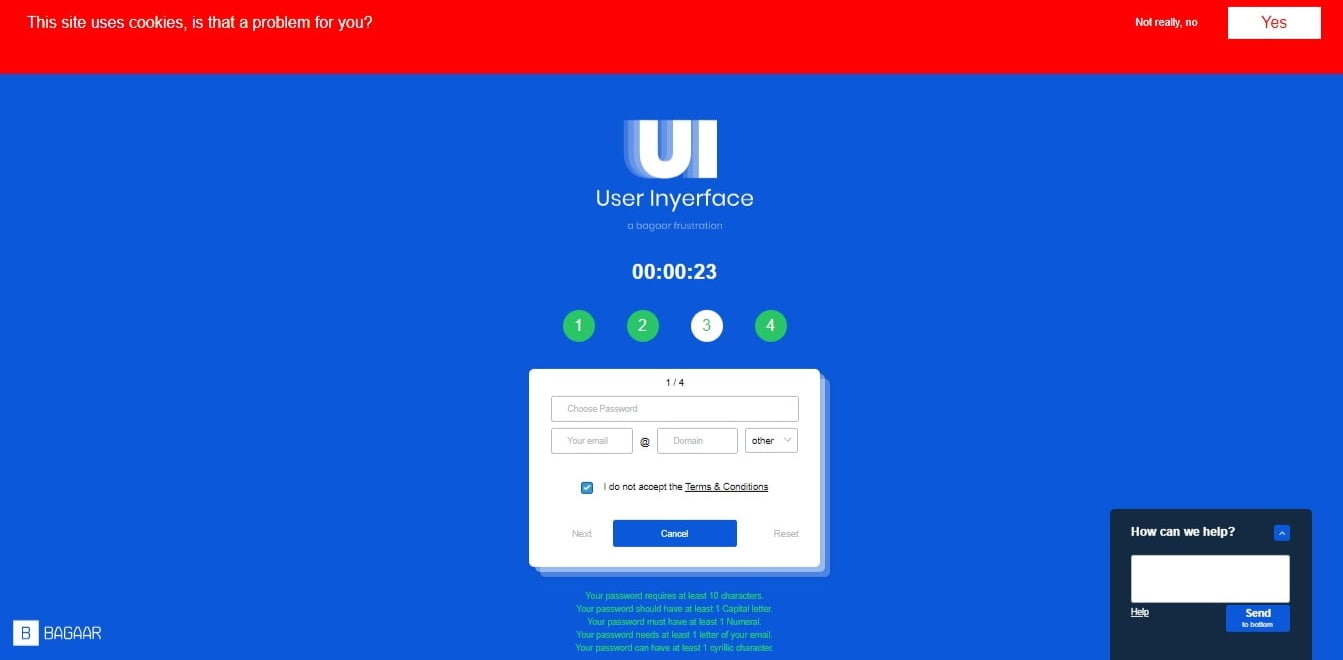 This site uses cookies, is that a problem for you?
Not really, no
Yes
UI
User Inyerface
a bagaar frustration
00:00:23
1 2 3 4
1 / 4
Choose Password
Your email @ Domain other
I do not accept the Terms & Conditions
Next Cancel Reset
Your password requires at least 10 characters.
Your password should have at least 1 Capital letter.
Your password must have at least 1 Numeral.
Your password needs at least 1 letter of your email.
Your password can have at least 1 cyrillic character.
How can we help?
Help
Send
to bottom
B BAGAAR